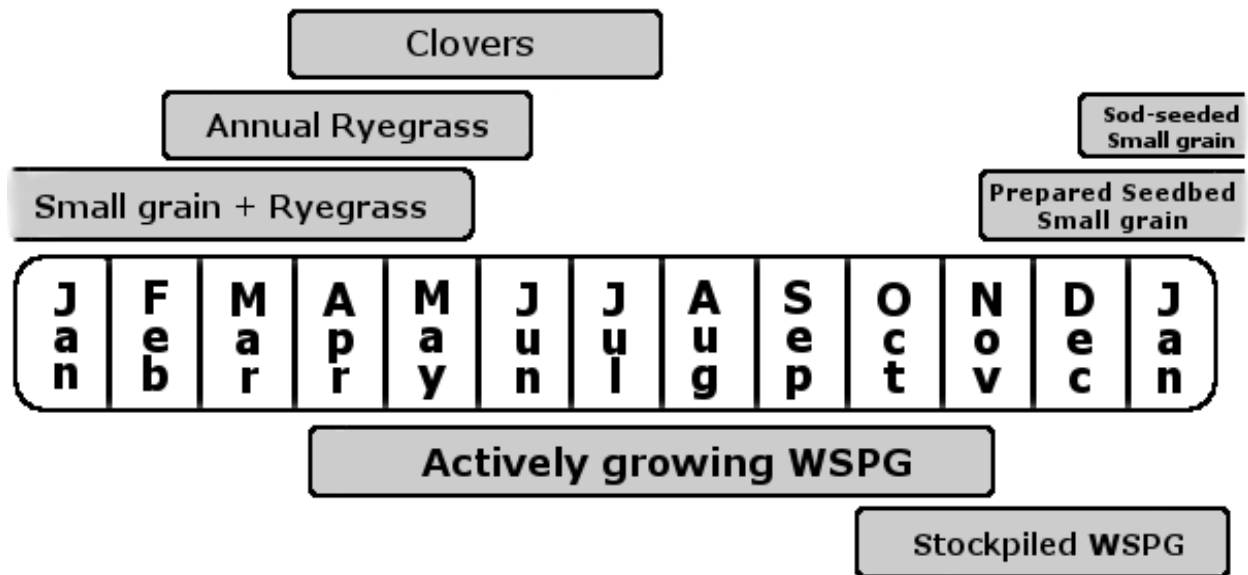 Clovers
Annual Ryegrass
Sod-seeded
Small grain
Small grain + Ryegrass
Prepared Seedbed
Small grain
Jan Feb Mar Apr May Jun Jul Aug Sep Oct Nov Dec Jan
Actively growing WSPG
Stockpiled WSPG